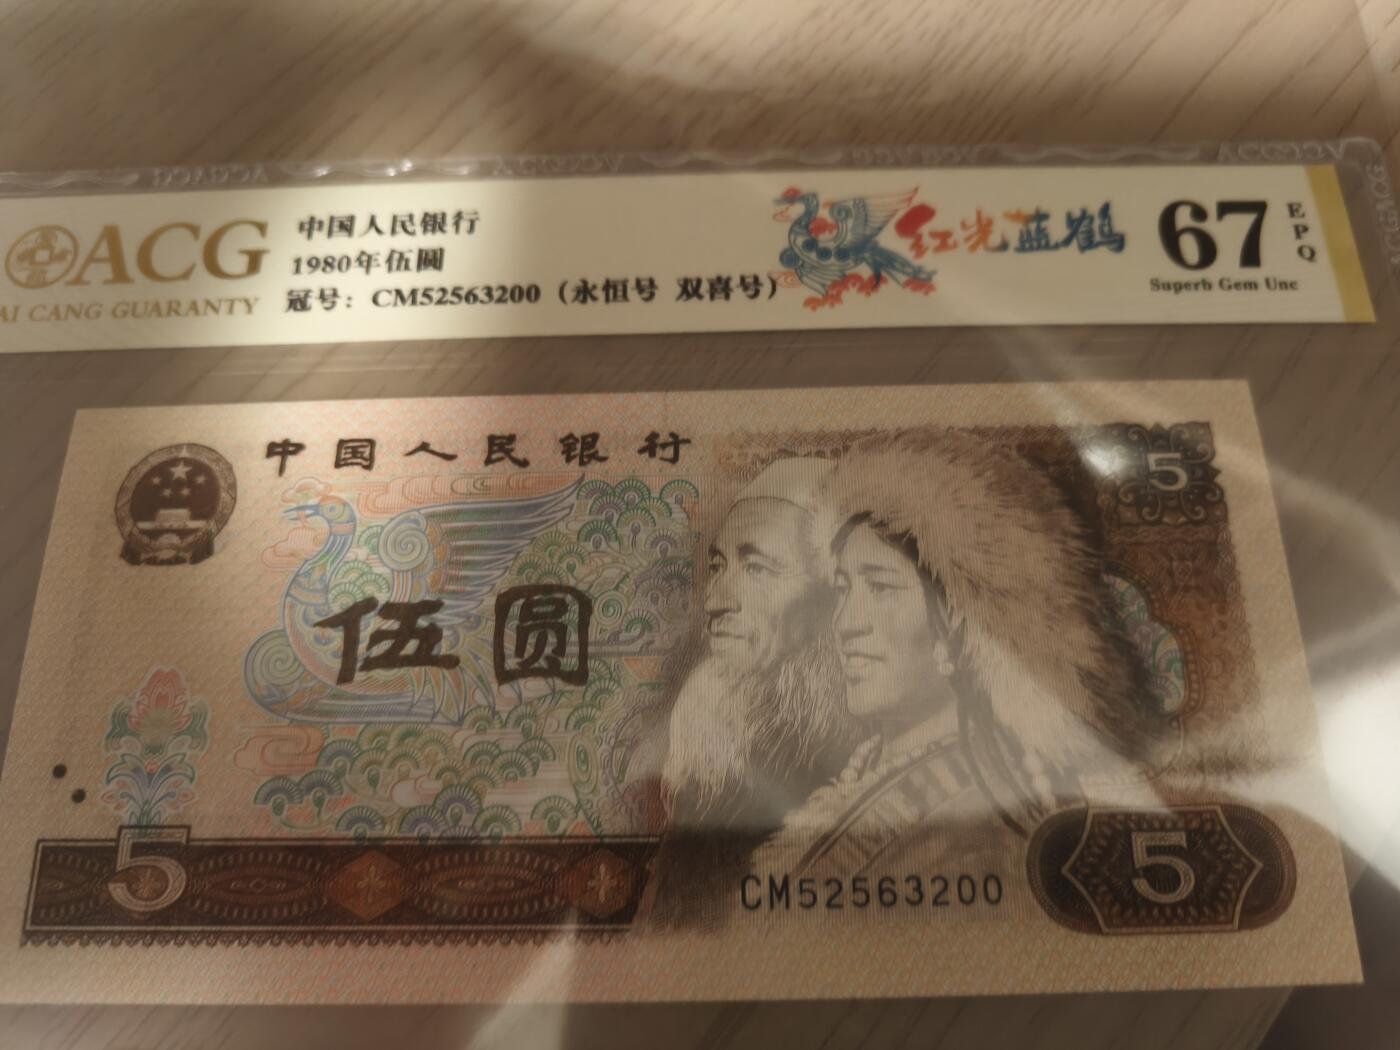 ACG
AI CANG GUARANTY
中国人民银行
1980年伍圆
冠号：CM52563200（永恒号 双喜号）
红光蓝鹤
67
EPQ
Superb Gem Unc
中国人民银行
5
伍圆
5
CM52563200
5